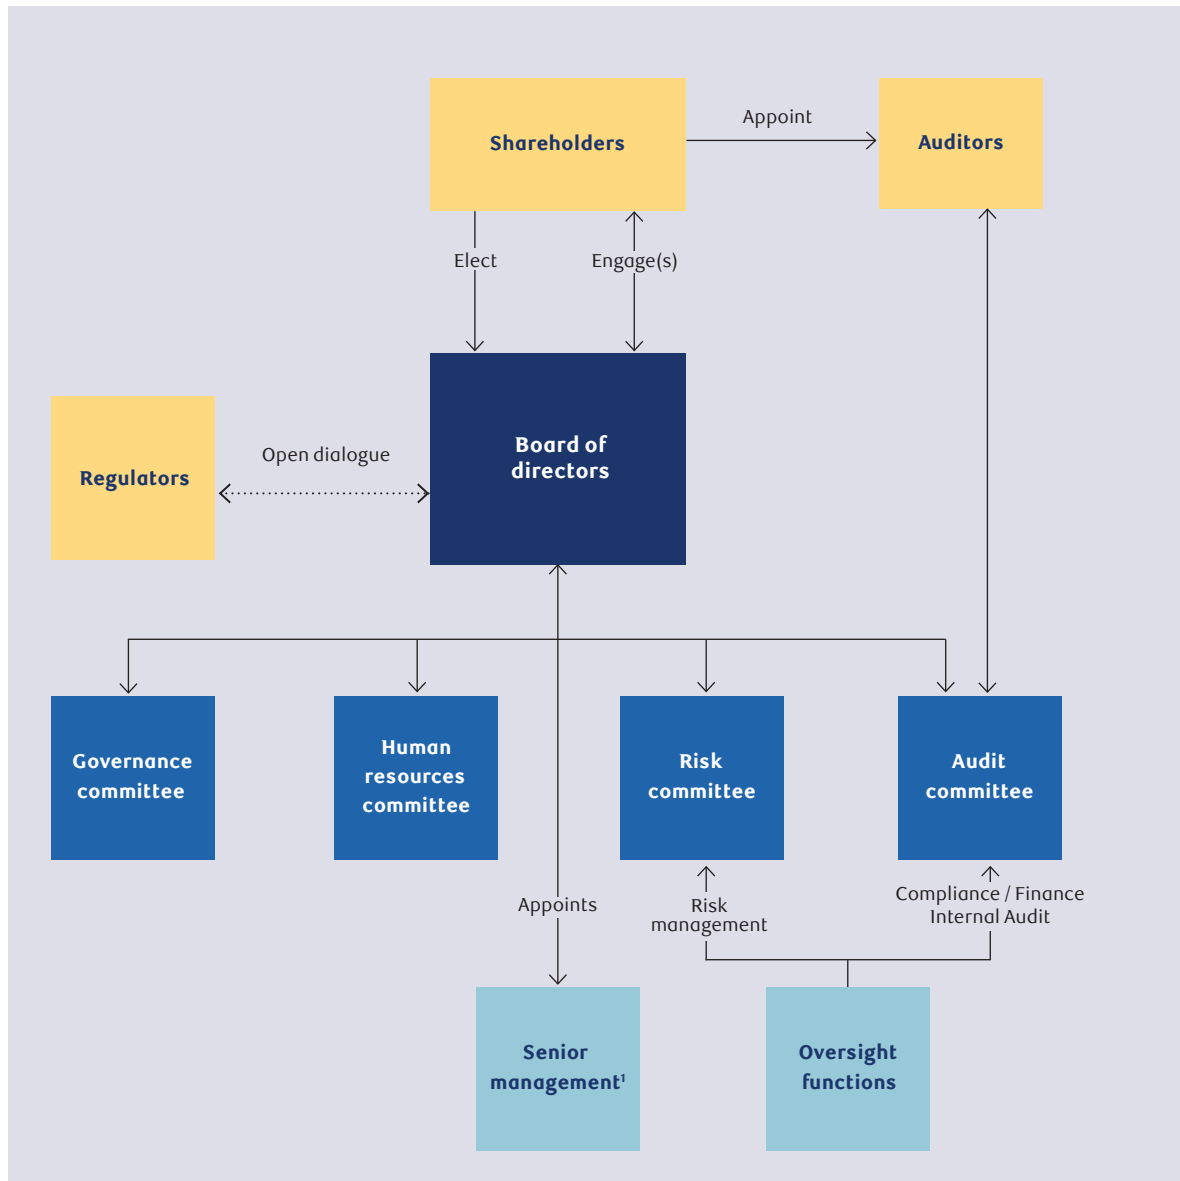 Shareholders
Appoint
Auditors
Elect
Engage(s)
Board of
directors
Regulators
Open dialogue
Governance
committee
Human
resources
committee
Risk
committee
Audit
committee
Appoints
Risk
management
Compliance / Finance
Internal Audit
Senior
management¹
Oversight
functions